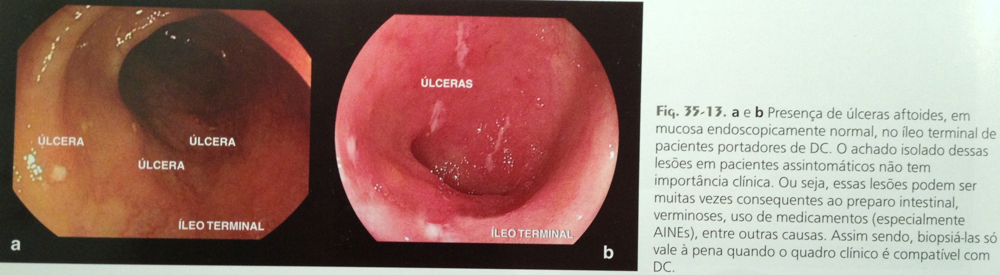 ÚLCERA
ÚLCERA
ÚLCERA
ÍLEO TERMINAL
a
ÚLCERAS
ÍLEO TERMINAL
b
Fig. 35-13. a e b Presença de úlceras aftoides, em
mucosa endoscopicamente normal, no íleo terminal de
pacientes portadores de DC. O achado isolado dessas
lesões em pacientes assintomáticos não tem
importância clínica. Ou seja, essas lesões podem ser
muitas vezes consequentes ao preparo intestinal,
verminoses, uso de medicamentos (especialmente
AINEs), entre outras causas. Assim sendo, biopsiá-las só
vale à pena quando o quadro clínico é compatível com
DC.